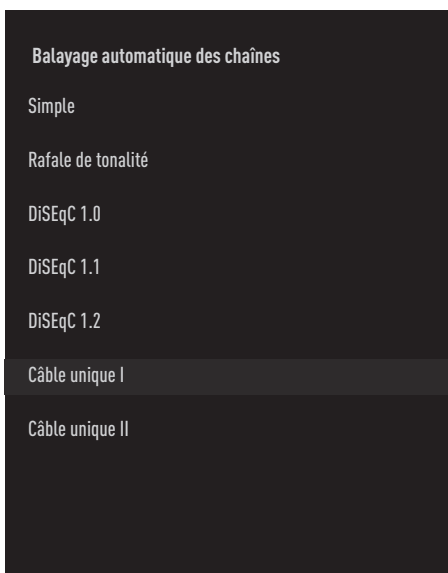 Balayage automatique des chaînes
Simple
Rafale de tonalité
DiSEqC 1.0
DiSEqC 1.1
DiSEqC 1.2
Câble unique I
Câble unique II